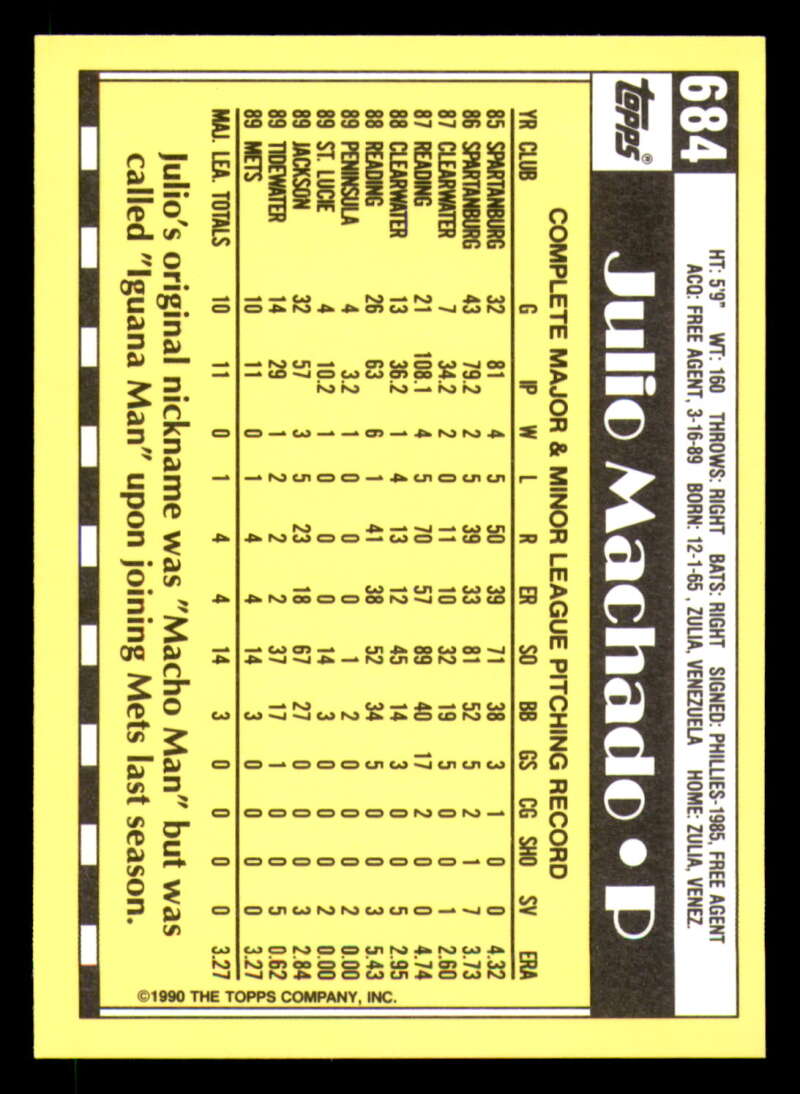 684
HT: 5'9" WT: 160 THROWS: RIGHT BATS: RIGHT SIGNED: PHILLIES-1985, FREE AGENT
ACQ: FREE AGENT, 3-16-89 BORN: 12-1-65, ZULIA, VENEZUELA HOME: ZULIA, VENEZ.
TOPPS®
Julio Machado • P
COMPLETE MAJOR & MINOR LEAGUE PITCHING RECORD
YR CLUB G IP W L R ER SO BB GS CG SHO SV ERA
85 SPARTANBURG 32 81 4 5 50 39 71 38 3 1 0 0 4.32
86 SPARTANBURG 43 79.2 2 5 39 33 81 52 5 2 1 7 3.73
87 CLEARWATER 7 34.2 2 0 11 10 32 19 5 0 0 1 2.60
87 READING 21 108.1 4 5 70 57 89 40 17 2 0 0 4.74
88 CLEARWATER 13 36.2 1 4 13 12 45 14 3 0 0 5 2.95
88 READING 26 63 6 1 41 38 52 34 5 0 0 3 5.43
89 PENINSULA 4 3.2 1 0 0 0 1 2 0 0 0 2 0.00
89 ST. LUCIE 4 10.2 1 0 0 0 14 3 0 0 0 2 0.00
89 JACKSON 32 57 3 5 23 18 67 27 0 0 0 3 2.84
89 TIDEWATER 14 29 1 2 2 2 37 17 1 0 0 5 0.62
89 METS 10 11 0 1 4 4 14 3 0 0 0 0 3.27
MAJ. LEA. TOTALS 10 11 0 1 4 4 14 3 0 0 0 0 3.27
Julio's original nickname was "Macho Man" but was
called "Iguana Man" upon joining Mets last season.
©1990 THE TOPPS COMPANY, INC.